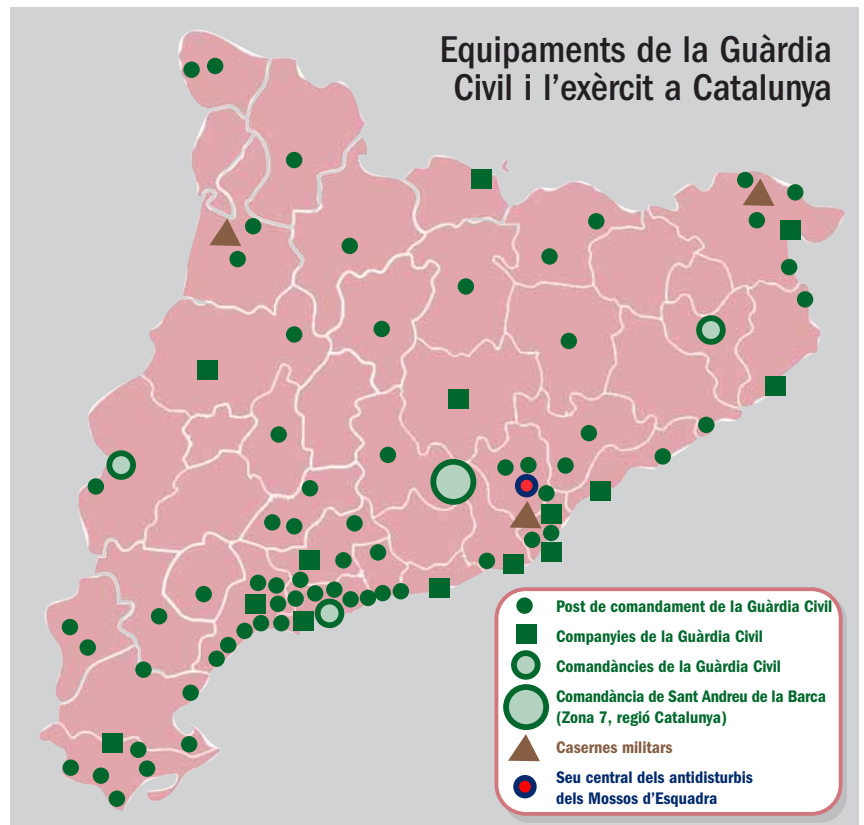 Equipaments de la Guàrdia
Civil i l’exèrcit a Catalunya
Post de comandament de la Guàrdia Civil
Companyies de la Guàrdia Civil
Comandàncies de la Guàrdia Civil
Comandància de Sant Andreu de la Barca
(Zona 7, regió Catalunya)
Casernes militars
Seu central dels antidisturbis
dels Mossos d’Esquadra